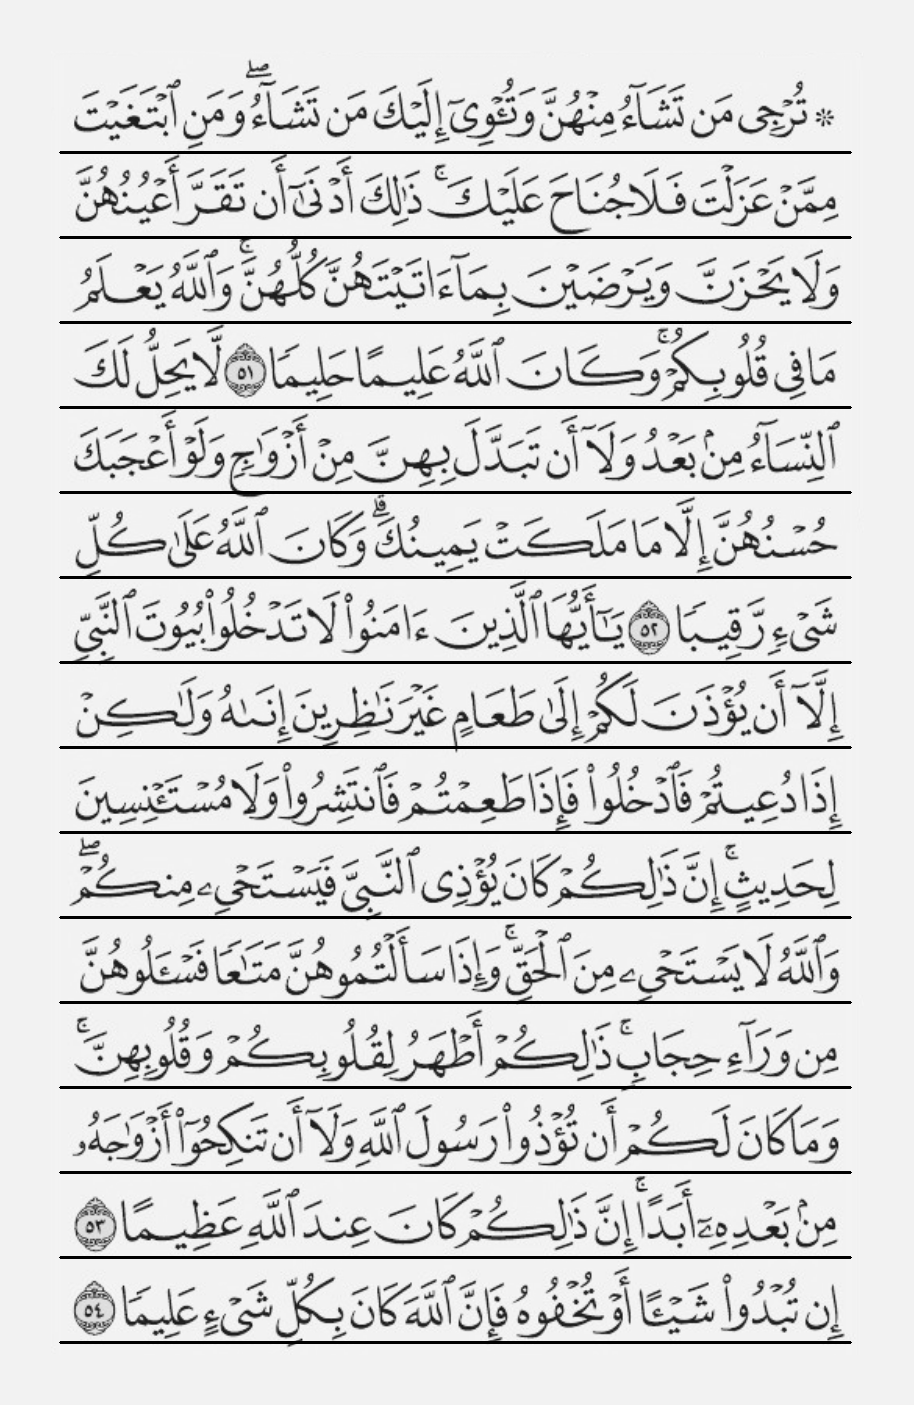 ۞ تُرْجِى مَن تَشَآءُ مِنْهُنَّ وَتُـْٔوِىٓ إِلَيْكَ مَن تَشَآءُ ۖ وَمَنِ ٱبْتَغَيْتَ
مِمَّنْ عَزَلْتَ فَلَا جُنَاحَ عَلَيْكَ ۚ ذَٰلِكَ أَدْنَىٰٓ أَن تَقَرَّ أَعْيُنُهُنَّ
وَلَا يَحْزَنَّ وَيَرْضَيْنَ بِمَآ ءَاتَيْتَهُنَّ كُلُّهُنَّ ۚ وَٱللَّهُ يَعْلَمُ
مَا فِى قُلُوبِكُمْ ۚ وَكَانَ ٱللَّهُ عَلِيمًا حَلِيمًا ٥١ لَّا يَحِلُّ لَكَ
ٱلنِّسَآءُ مِنۢ بَعْدُ وَلَآ أَن تَبَدَّلَ بِهِنَّ مِنْ أَزْوَٰجٍ وَلَوْ أَعْجَبَكَ
حُسْنُهُنَّ إِلَّا مَا مَلَكَتْ يَمِينُكَ ۗ وَكَانَ ٱللَّهُ عَلَىٰ كُلِّ
شَىْءٍ رَّقِيبًا ٥٢ يَـٰٓأَيُّهَا ٱلَّذِينَ ءَامَنُوا۟ لَا تَدْخُلُوا۟ بُيُوتَ ٱلنَّبِىِّ
إِلَّآ أَن يُؤْذَنَ لَكُمْ إِلَىٰ طَعَامٍ غَيْرَ نَـٰظِرِينَ إِنَىٰهُ وَلَـٰكِنْ
إِذَا دُعِيتُمْ فَٱدْخُلُوا۟ فَإِذَا طَعِمْتُمْ فَٱنتَشِرُوا۟ وَلَا مُسْتَـْٔنِسِينَ
لِحَدِيثٍ ۚ إِنَّ ذَٰلِكُمْ كَانَ يُؤْذِى ٱلنَّبِىَّ فَيَسْتَحْىِۦ مِنكُمْ ۖ
وَٱللَّهُ لَا يَسْتَحْىِۦ مِنَ ٱلْحَقِّ ۚ وَإِذَا سَأَلْتُمُوهُنَّ مَتَـٰعًا فَسْـَٔلُوهُنَّ
مِن وَرَآءِ حِجَابٍ ۚ ذَٰلِكُمْ أَطْهَرُ لِقُلُوبِكُمْ وَقُلُوبِهِنَّ ۚ
وَمَا كَانَ لَكُمْ أَن تُؤْذُوا۟ رَسُولَ ٱللَّهِ وَلَآ أَن تَنكِحُوٓا۟ أَزْوَٰجَهُۥ
مِنۢ بَعْدِهِۦٓ أَبَدًا ۚ إِنَّ ذَٰلِكُمْ كَانَ عِندَ ٱللَّهِ عَظِيمًا ٥٣
إِن تُبْدُوا۟ شَيْـًٔا أَوْ تُخْفُوهُ فَإِنَّ ٱللَّهَ كَانَ بِكُلِّ شَىْءٍ عَلِيمًا ٥٤